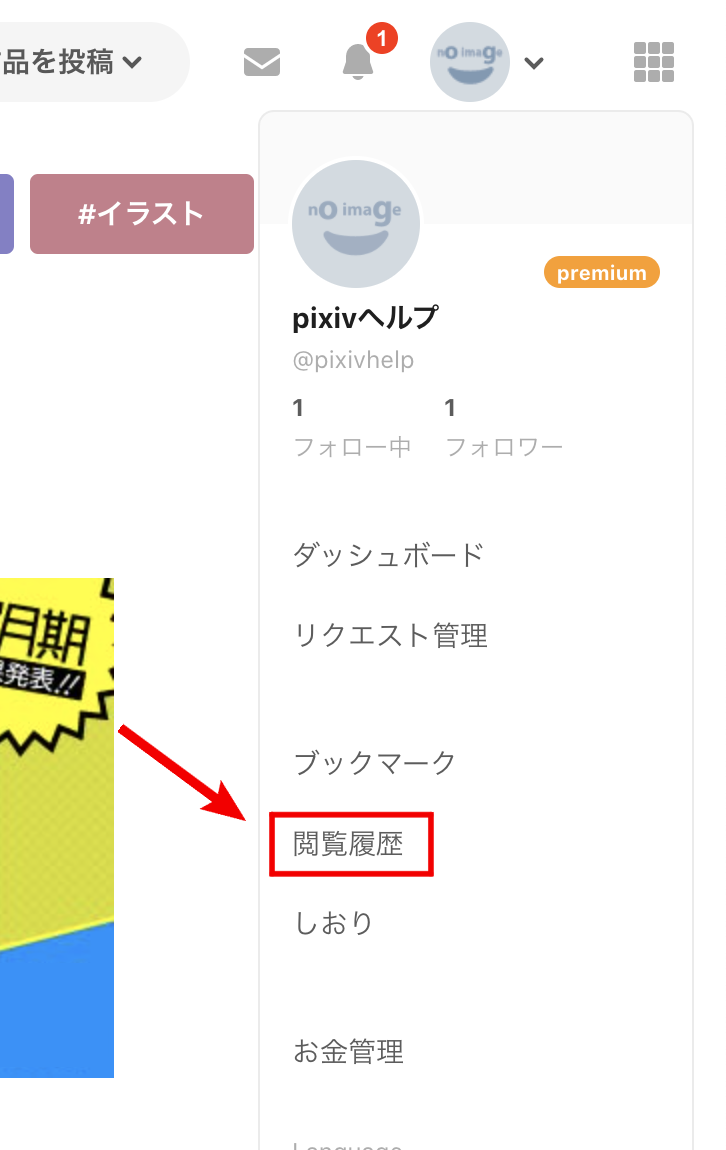 品を投稿
1
no image
#イラスト
no image
premium
pixivヘルプ
@pixivhelp
1 1
フォロー中 フォロワー
ダッシュボード
リクエスト管理
月期
発表!!
ブックマーク
閲覧履歴
しおり
お金管理
Language